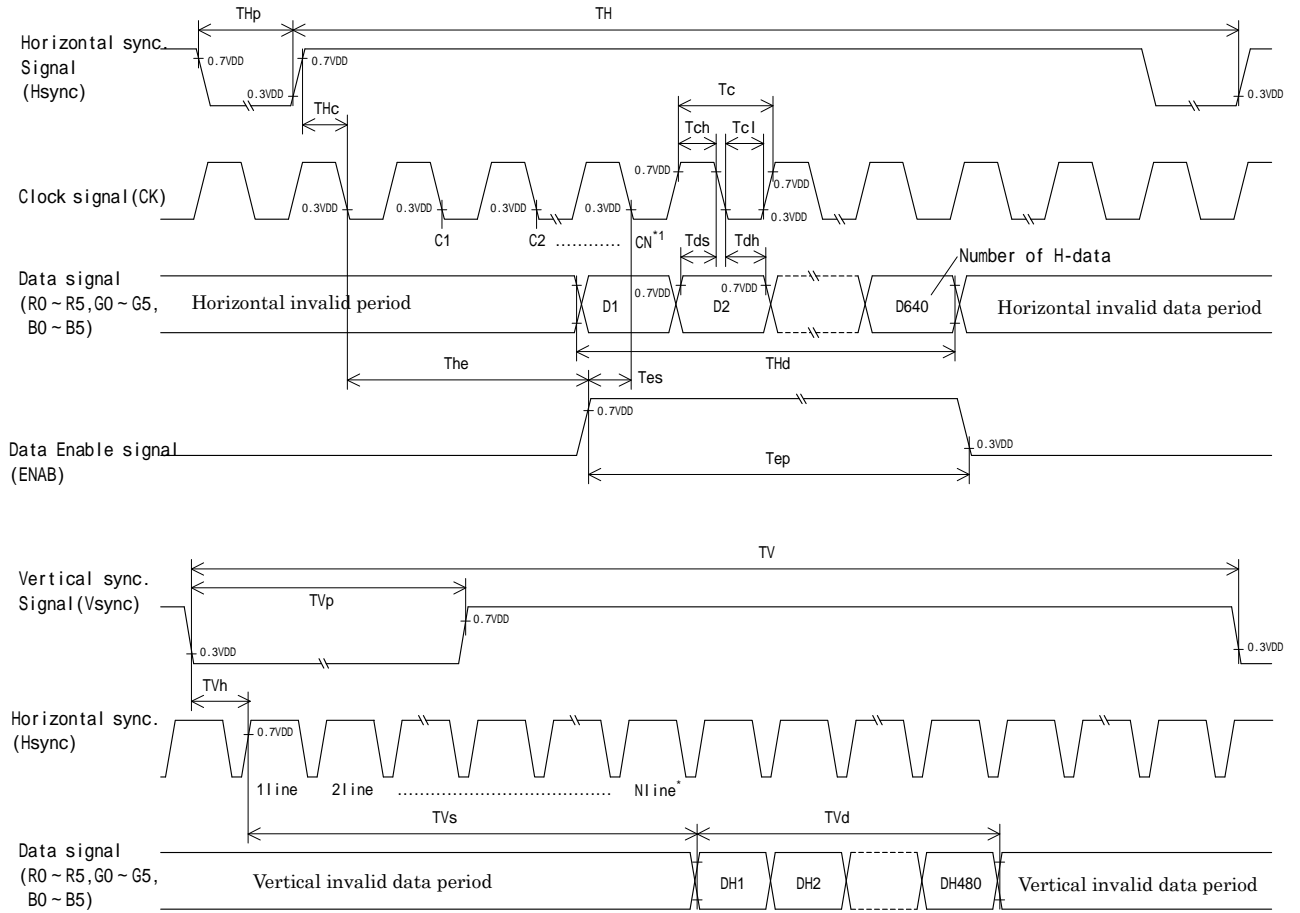 THp
TH
Horizontal sync.
Signal
(Hsync)
0.7VDD
0.7VDD
0.3VDD
0.3VDD
THc
Tc
Tch
Tcl
Clock signal(CK)
0.7VDD
0.7VDD
0.3VDD
0.3VDD
0.3VDD
0.3VDD
0.3VDD
C1
C2
............
CN*1
Tds
Tdh
Number of H-data
Data signal
(R0~R5,G0~G5,
B0~B5)
Horizontal invalid period
D1
0.7VDD
D2
0.7VDD
D640
Horizontal invalid data period
THd
The
Tes
0.7VDD
Data Enable signal
(ENAB)
0.3VDD
Tep
TV
Vertical sync.
Signal(Vsync)
TVp
0.7VDD
0.3VDD
0.3VDD
TVh
Horizontal sync.
(Hsync)
0.7VDD
1line 2line ....................................... Nline*
TVs
TVd
Data signal
(R0~R5,G0~G5,
B0~B5)
Vertical invalid data period
DH1
DH2
DH480
Vertical invalid data period